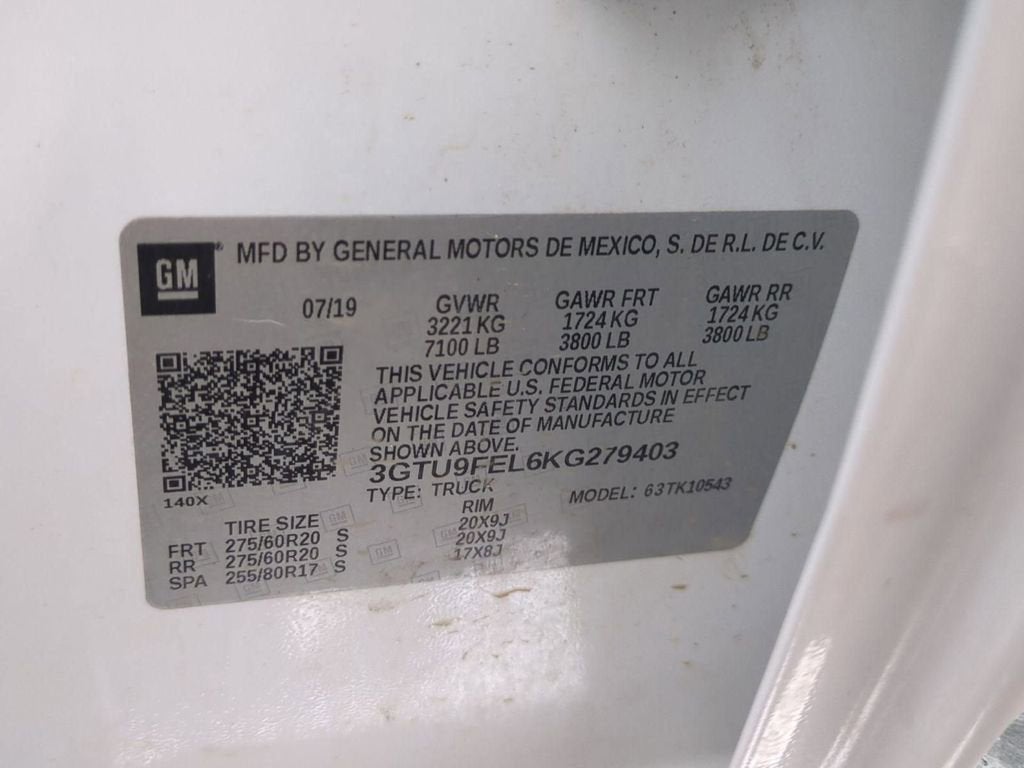 GM
MFD BY GENERAL MOTORS DE MEXICO, S. DE R.L. DE C.V.
07/19 GVWR GAWR FRT GAWR RR
3221 KG 1724 KG 1724 KG
7100 LB 3800 LB 3800 LB
THIS VEHICLE CONFORMS TO ALL
APPLICABLE U.S. FEDERAL MOTOR
VEHICLE SAFETY STANDARDS IN EFFECT
ON THE DATE OF MANUFACTURE
SHOWN ABOVE.
3GTU9FEL6KG279403
140X TYPE: TRUCK MODEL: 63TK10543
TIRE SIZE RIM
FRT 275/60R20 S 20X9J
RR 275/60R20 S 20X9J
SPA 255/80R17 S 17X8J